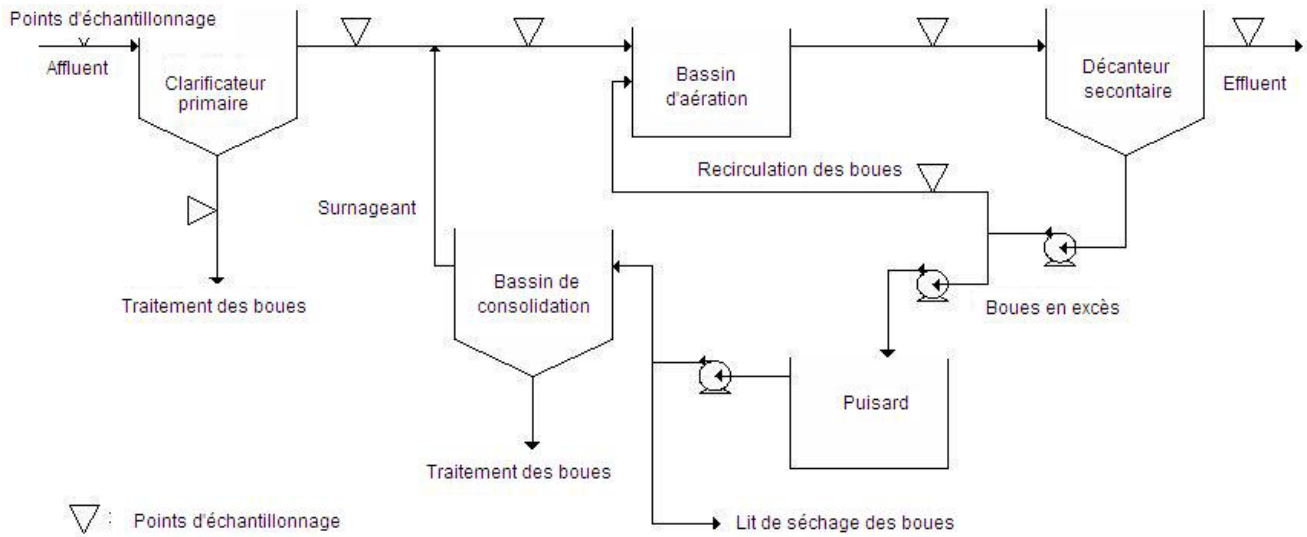 Points d'échantillonnage
Affluent
Clarificateur
primaire
Bassin
d'aération
Décanteur
secontaire
Effluent
Recirculation des boues
Surnageant
Traitement des boues
Bassin de
consolidation
Boues en excès
Puisard
Traitement des boues
Lit de séchage des boues
: Points d'échantillonnage